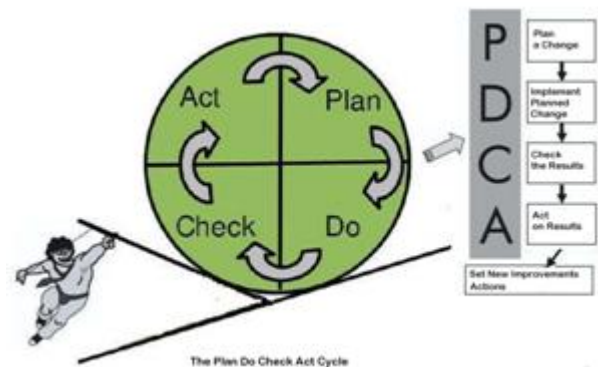 Act
Plan
Check
Do
P
D
C
A
Plan
a Change
Implement
Planned
Change
Check
the Results
Act
on Results
Set New Improvements
Actions
The Plan Do Check Act Cycle